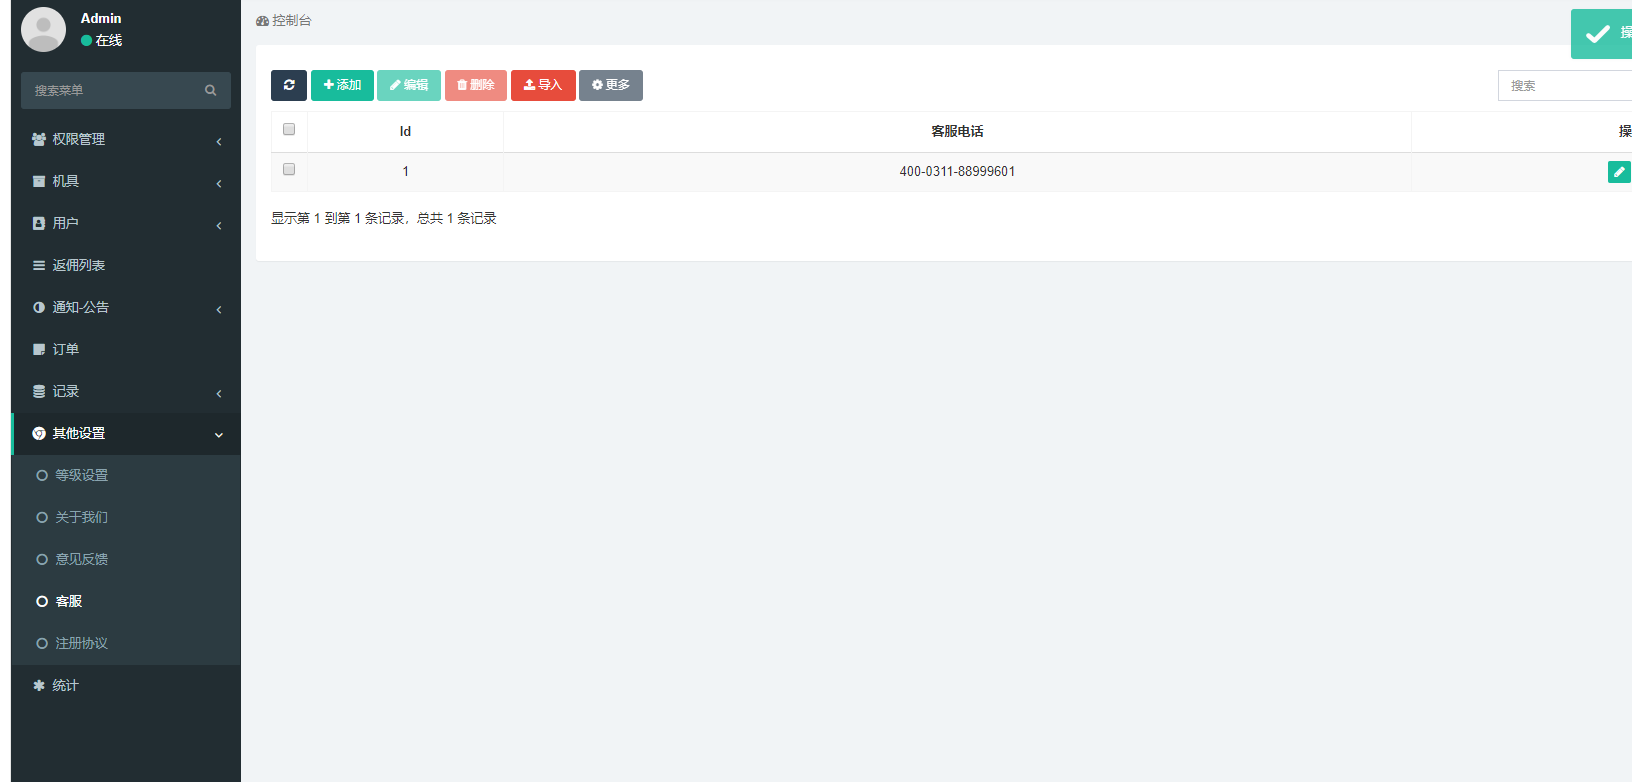 Admin
在线
搜索菜单
权限管理
机具
用户
返佣列表
通知-公告
订单
记录
其他设置
等级设置
关于我们
意见反馈
客服
注册协议
统计
控制台
操
添加 编辑 删除 导入 更多
搜索
Id 客服电话 操
1 400-0311-88999601
显示第 1 到第 1 条记录，总共 1 条记录